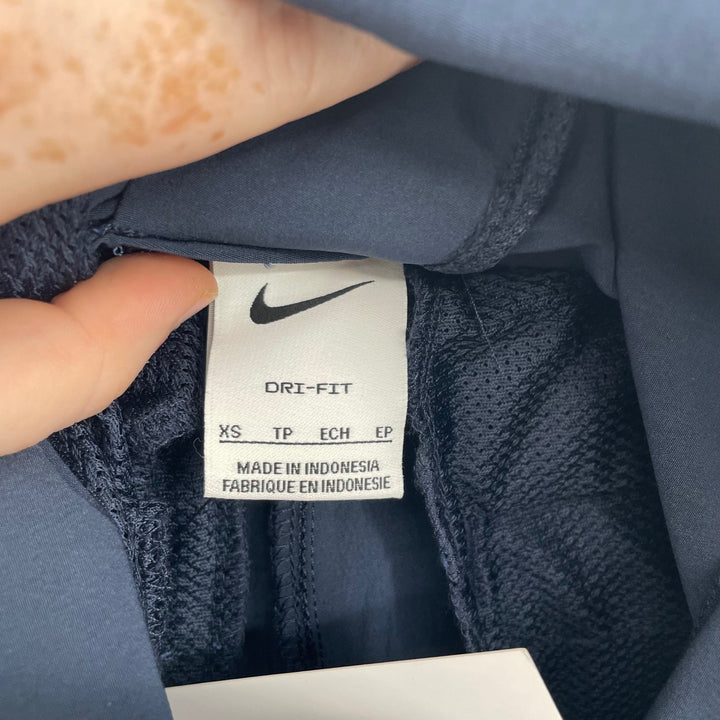 DRI-FIT
XS TP ECH EP
MADE IN INDONESIA
FABRIQUE EN INDONESIE